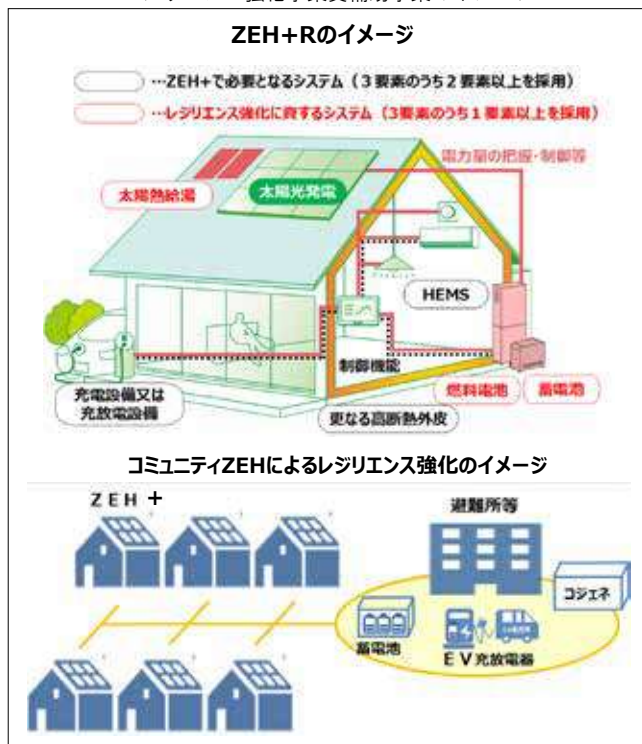 ZEH+Rのイメージ
…ZEH+で必要となるシステム（3要素のうち2要素以上を採用）
…レジリエンス強化に資するシステム（3要素のうち1要素以上を採用）
電力量の把握・制御等
太陽熱給湯
太陽光発電
HEMS
制御機能
充電設備又は
充放電設備
燃料電池
蓄電池
更なる高断熱外皮
コミュニティZEHによるレジリエンス強化のイメージ
ZEH+
避難所等
コジェネ
蓄電池
EV充放電器